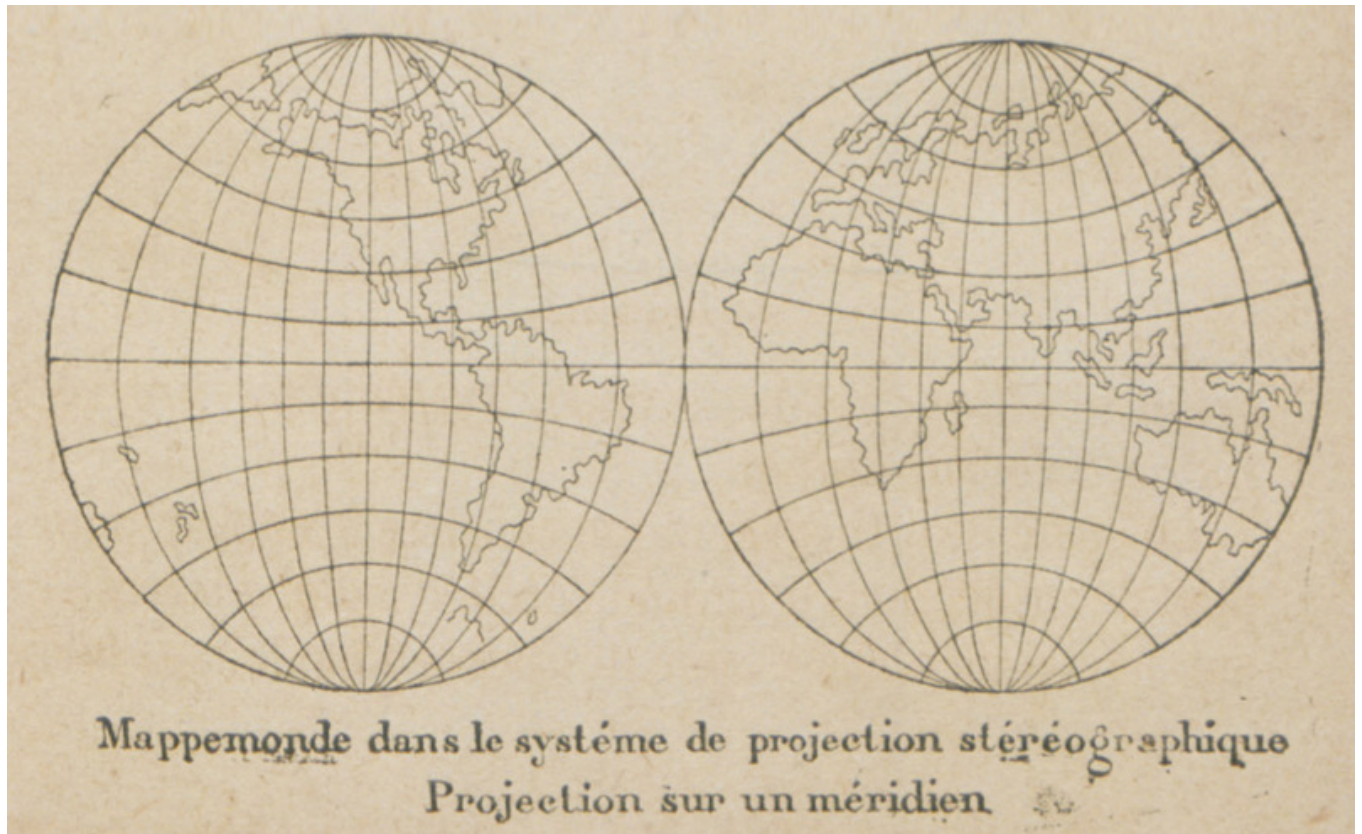 Mappemonde dans le systéme de projection stéréographique
Projection sur un méridien